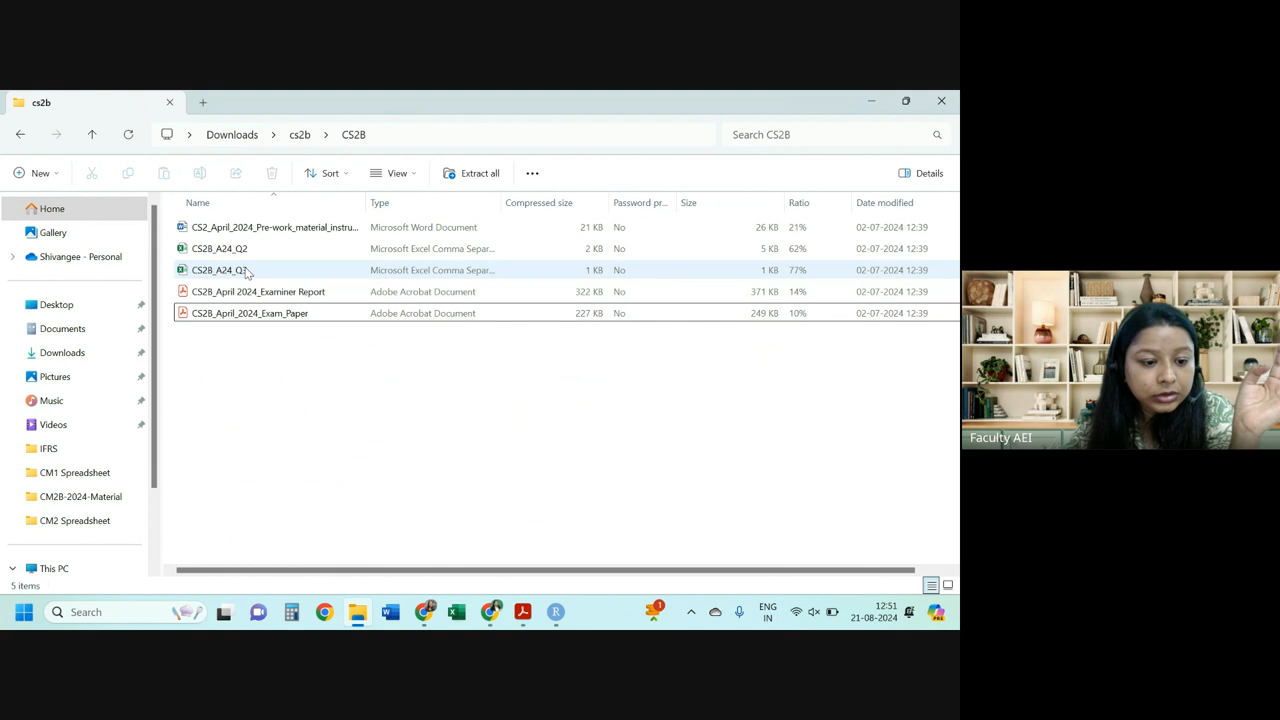 cs2b
Downloads > cs2b > CS2B
Search CS2B
New
Sort
View
Extract all
Details
Name Type Compressed size Password pr... Size Ratio Date modified
Home
Gallery
Shivangee - Personal
Desktop
Documents
Downloads
Pictures
Music
Videos
IFRS
CM1 Spreadsheet
CM2B-2024-Material
CM2 Spreadsheet
This PC
CS2_April_2024_Pre-work_material_instru... Microsoft Word Document 21 KB No 26 KB 21% 02-07-2024 12:39
CS2B_A24_Q2 Microsoft Excel Comma Separ... 2 KB No 5 KB 62% 02-07-2024 12:39
CS2B_A24_Q3 Microsoft Excel Comma Separ... 1 KB No 1 KB 77% 02-07-2024 12:39
CS2B_April 2024_Examiner Report Adobe Acrobat Document 322 KB No 371 KB 14% 02-07-2024 12:39
CS2B_April_2024_Exam_Paper Adobe Acrobat Document 227 KB No 249 KB 10% 02-07-2024 12:39
5 items
Search
1
ENG
IN
12:51
21-08-2024
Faculty AEI